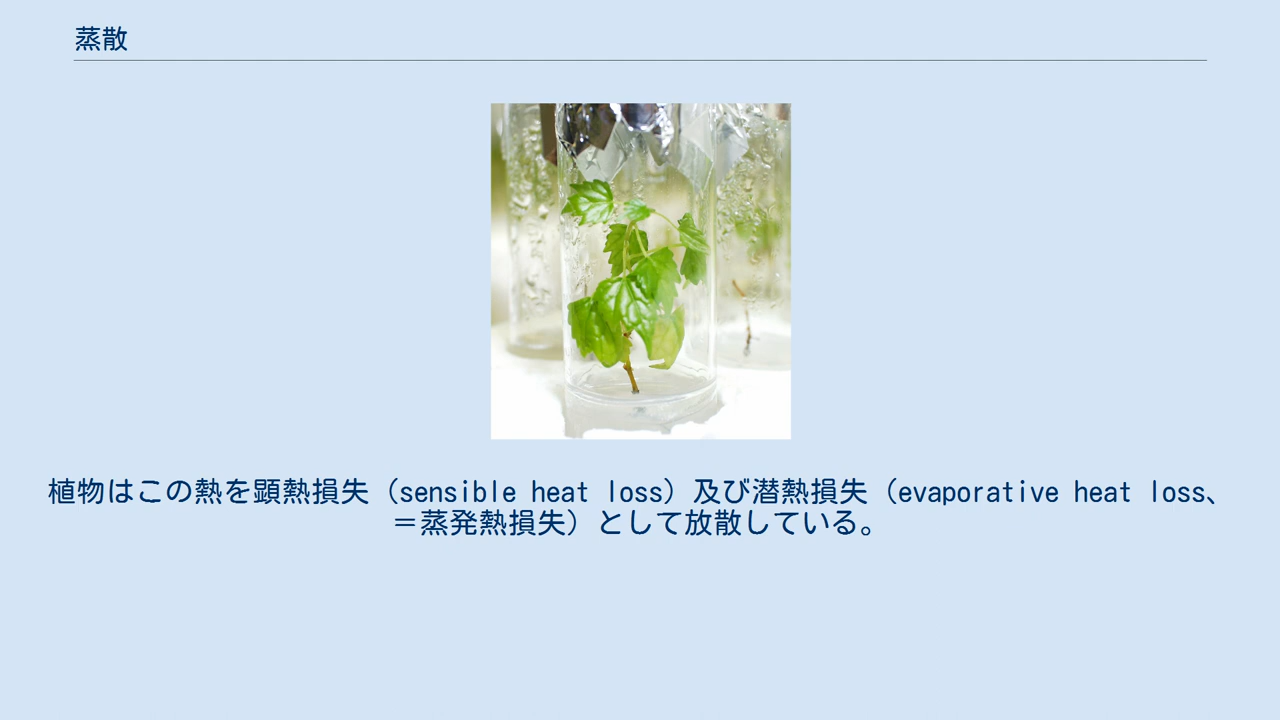 蒸散
植物はこの熱を顕熱損失（sensible heat loss）及び潜熱損失（evaporative heat loss、
＝蒸発熱損失）として放散している。